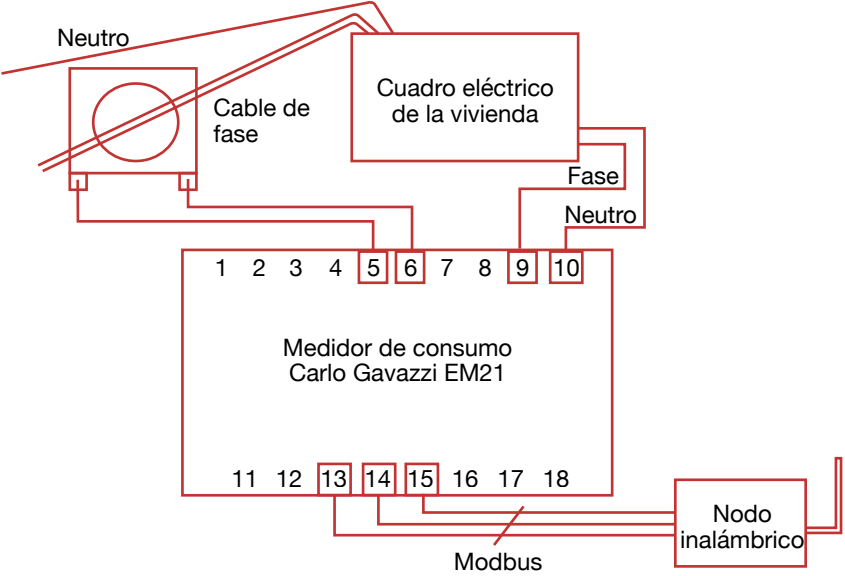 Neutro
Cable de
fase
Cuadro eléctrico
de la vivienda
Fase
Neutro
1 2 3 4 5 6 7 8 9 10
Medidor de consumo
Carlo Gavazzi EM21
11 12 13 14 15 16 17 18
Nodo
inalámbrico
Modbus